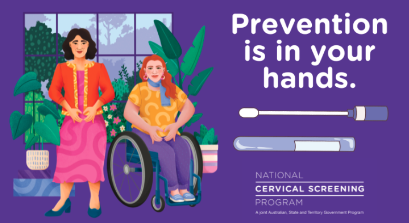 Prevention
is in your
hands.
NATIONAL
CERVICAL SCREENING
PROGRAM
A joint Australian, State and Territory Government Program